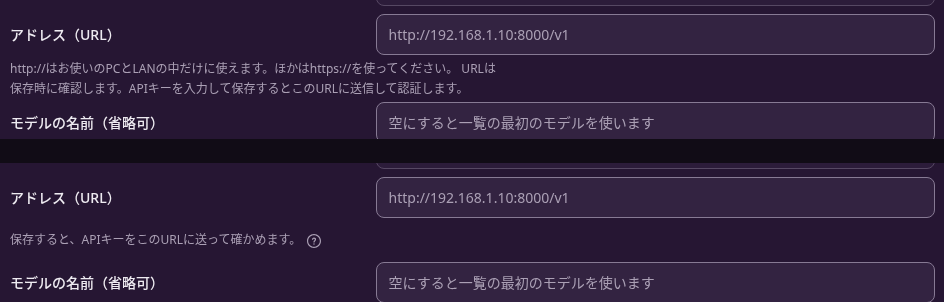 アドレス（URL）
http://192.168.1.10:8000/v1
http://はお使いのPCとLANの中だけに使えます。ほかはhttps://を使ってください。 URLは
保存時に確認します。APIキーを入力して保存するとこのURLに送信して認証します。
モデルの名前（省略可）
空にすると一覧の最初のモデルを使います
アドレス（URL）
http://192.168.1.10:8000/v1
保存すると、APIキーをこのURLに送って確かめます。 ?
モデルの名前（省略可）
空にすると一覧の最初のモデルを使います